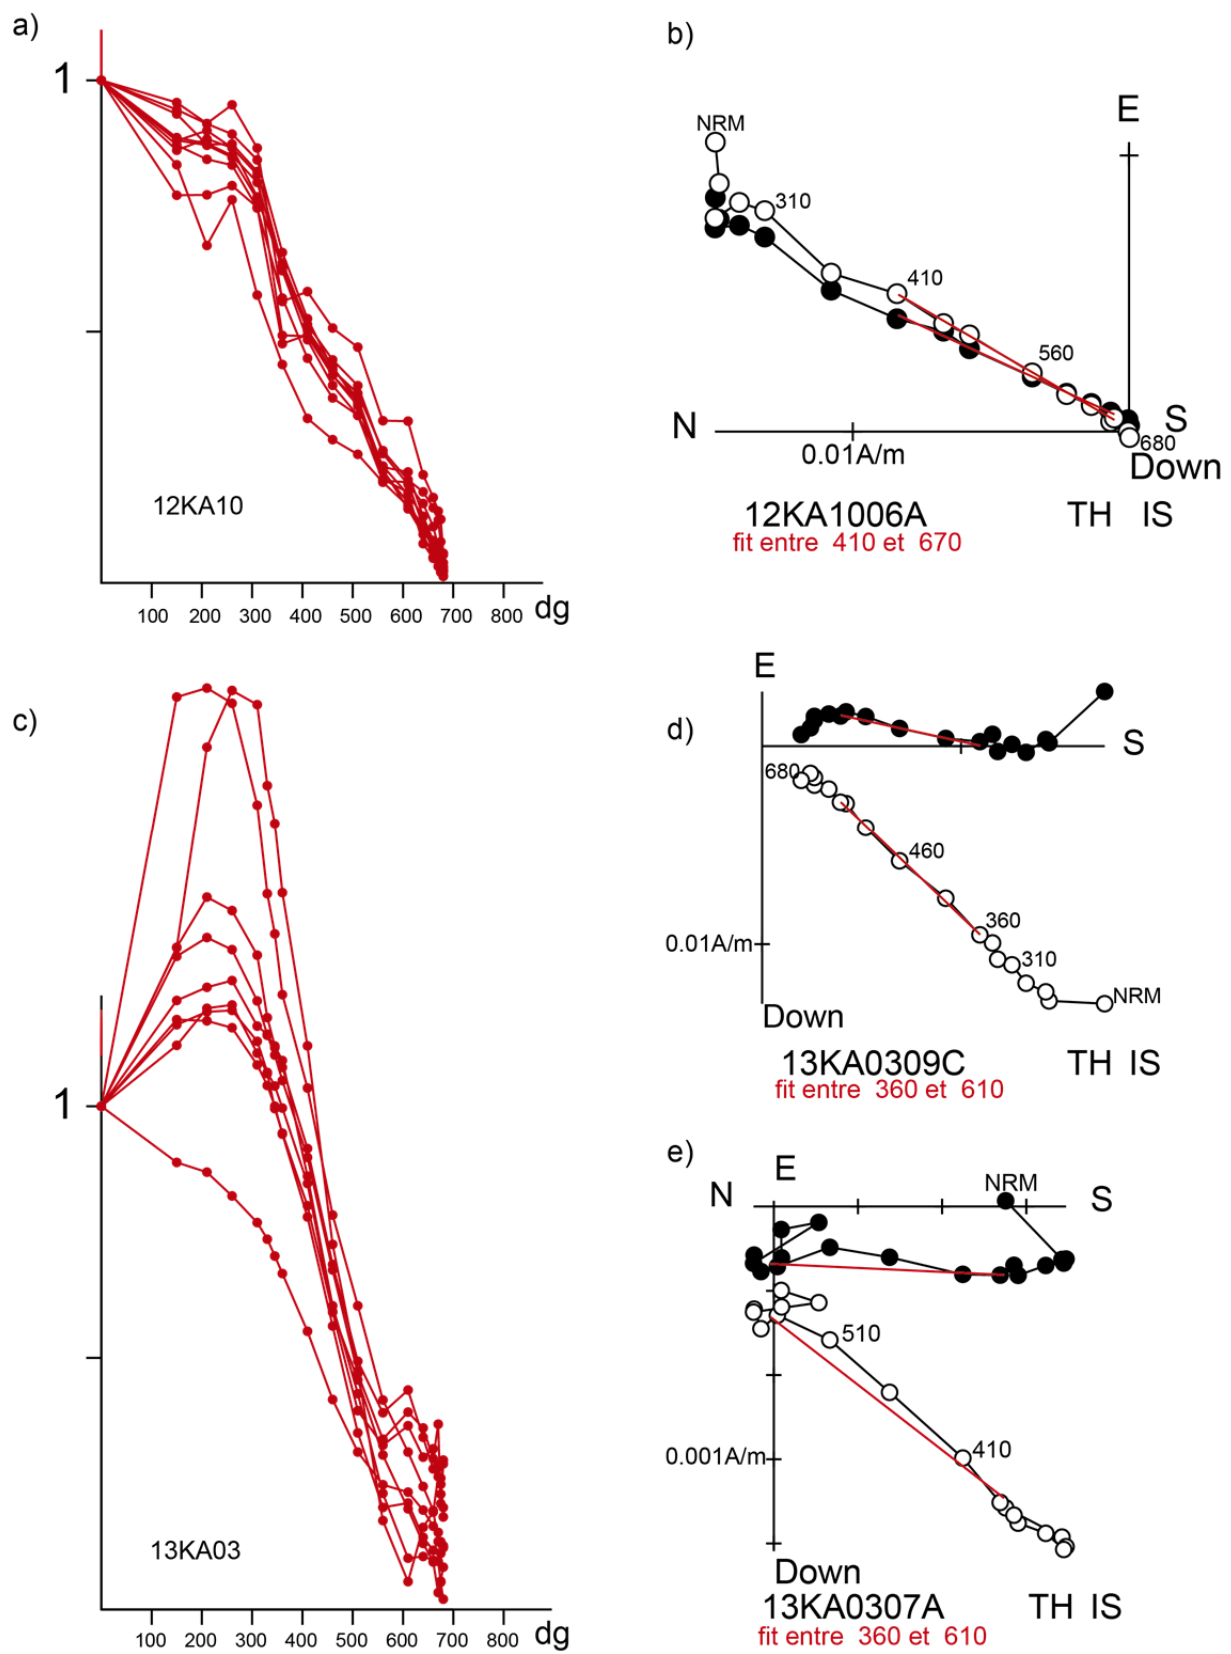 a)
1
12KA10
100 200 300 400 500 600 700 800 dg
b)
E
NRM
310
410
560
N
S
0.01A/m
680
Down
12KA1006A TH IS
fit entre 410 et 670
c)
1
13KA03
100 200 300 400 500 600 700 800 dg
d)
E
S
680
460
360
0.01A/m
310
NRM
Down
13KA0309C TH IS
fit entre 360 et 610
e)
E
N
NRM
S
510
410
0.001A/m
Down
13KA0307A TH IS
fit entre 360 et 610